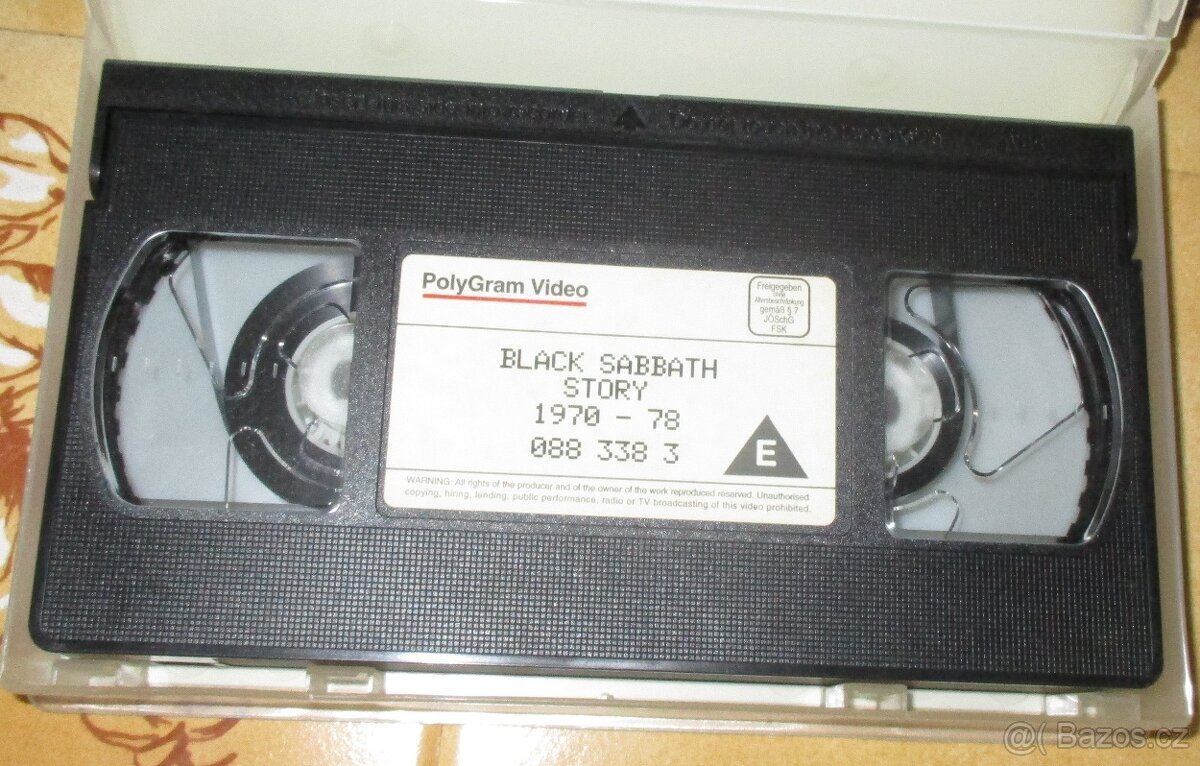 PolyGram Video
Freigegeben
ohne
Altersbeschränkung
gemäß § 7
JÖSchG
FSK
BLACK SABBATH
STORY
1970 - 78
088 338 3
E
WARNING: All rights of the producer and of the owner of the work reproduced reserved. Unauthorised
copying, hiring, lending, public performance, radio or TV broadcasting of this video prohibited.
@( Bazos.cz